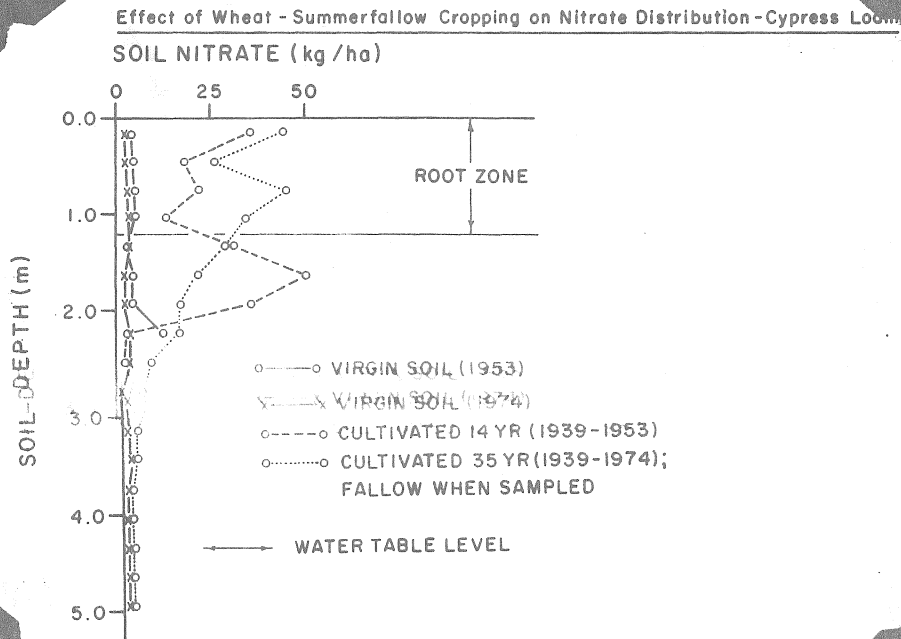 Effect of Wheat - Summerfallow Cropping on Nitrate Distribution - Cypress
SOIL NITRATE (kg/ha)
0 25 50
0.0
ROOT ZONE
1.0
2.0
SOIL DEPTH (m)
VIRGIN SOIL (1953)
VIRGIN SOIL (1974)
3.0
CULTIVATED 14 YR (1939-1953)
CULTIVATED 35 YR (1939-1974);
FALLOW WHEN SAMPLED
4.0
WATER TABLE LEVEL
5.0